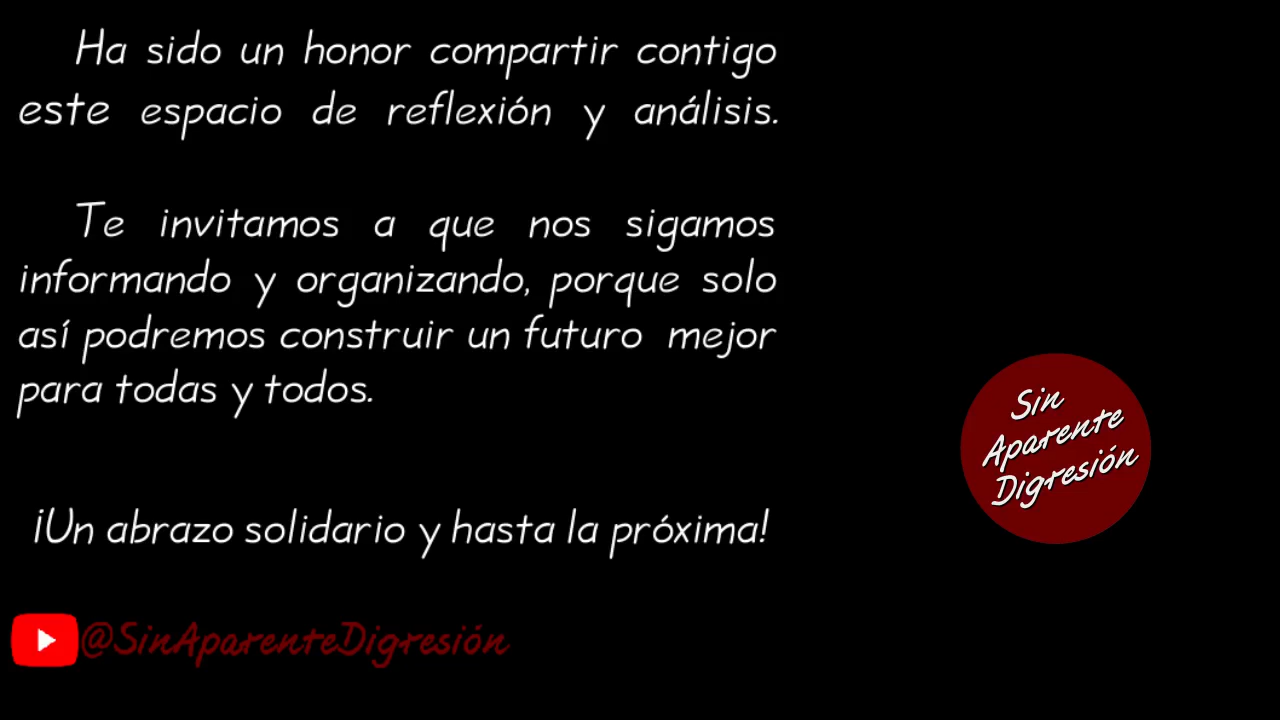 Ha sido un honor compartir contigo
este espacio de reflexión y análisis.
Te invitamos a que nos sigamos
informando y organizando, porque solo
así podremos construir un futuro mejor
para todas y todos.
¡Un abrazo solidario y hasta la próxima!
@SinAparenteDigresión
Sin
Aparente
Digresión